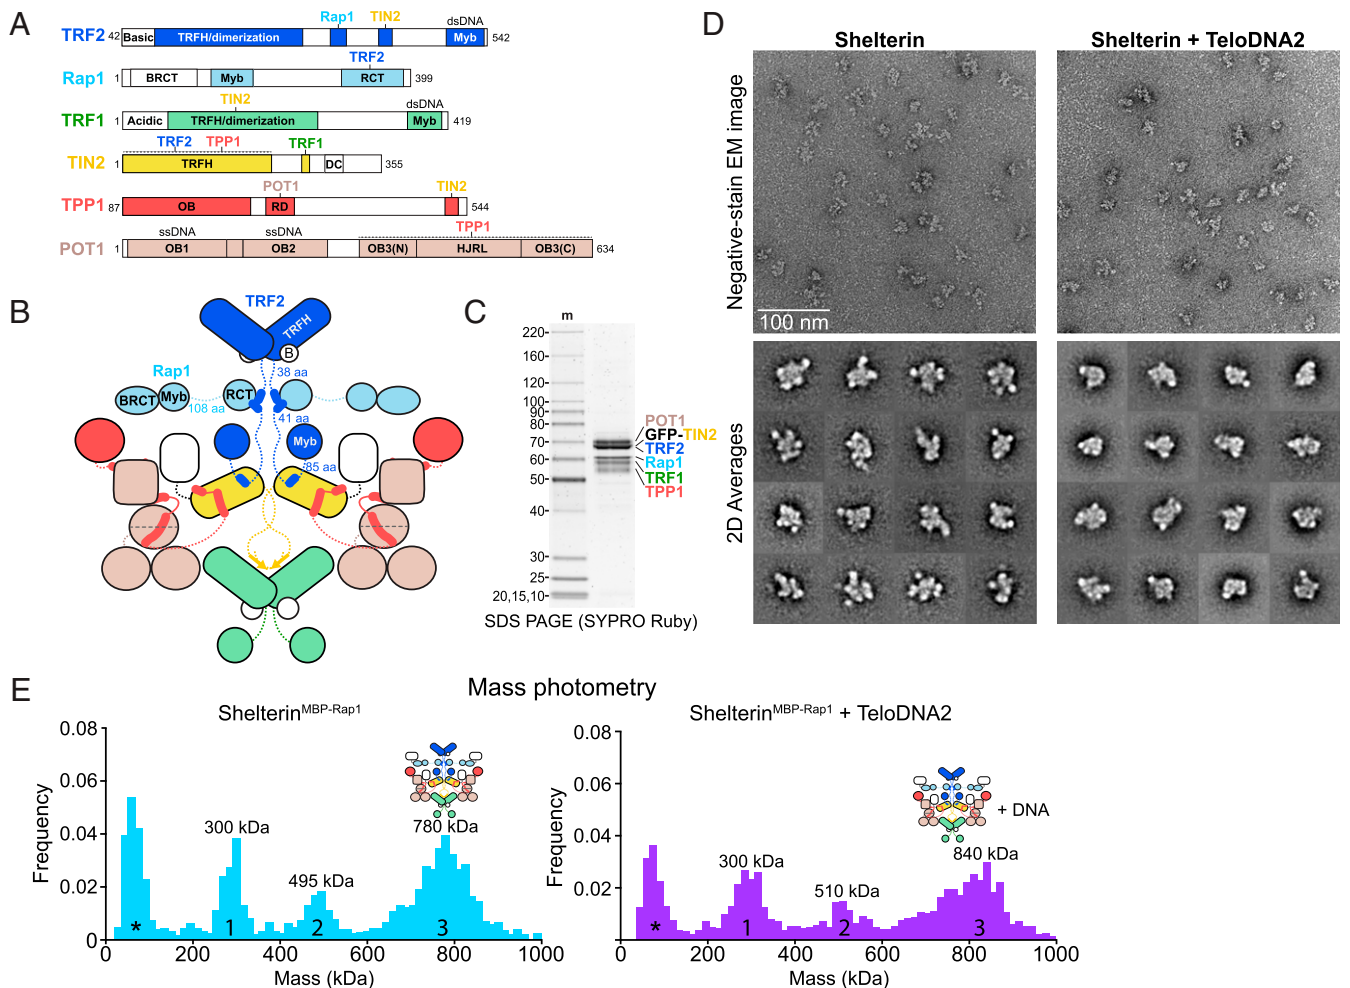 A
Rap1 TIN2 dsDNA
TRF2 42 Basic TRFH/dimerization Myb 542
TRF2
Rap1 1 BRCT Myb RCT 399
TIN2 dsDNA
TRF1 1 Acidic TRFH/dimerization Myb 419
TRF2 TPP1 TRF1
TIN2 1 TRFH DC 355
POT1 TIN2
TPP1 87 OB RD 544
ssDNA ssDNA TPP1
POT1 1 OB1 OB2 OB3(N) HJRL OB3(C) 634
B
TRF2
TRFH
B
38 aa
Rap1
BRCT Myb RCT
108 aa
41 aa
Myb
85 aa
C
m
220
160
120
100
90
80
70
60
50
40
30
25
20,15,10
POT1
GFP-TIN2
TRF2
Rap1
TRF1
TPP1
SDS PAGE (SYPRO Ruby)
D
Shelterin Shelterin + TeloDNA2
Negative-stain EM image
100 nm
2D Averages
E
Mass photometry
Shelterin^MBP-Rap1
0.08
0.06
0.04
0.02
0
Frequency
300 kDa
495 kDa
780 kDa
* 1 2 3
0 200 400 600 800 1000
Mass (kDa)
Shelterin^MBP-Rap1 + TeloDNA2
0.08
0.06
0.04
0.02
Frequency
+ DNA
300 kDa
510 kDa
840 kDa
* 1 2 3
0 200 400 600 800 1000
Mass (kDa)